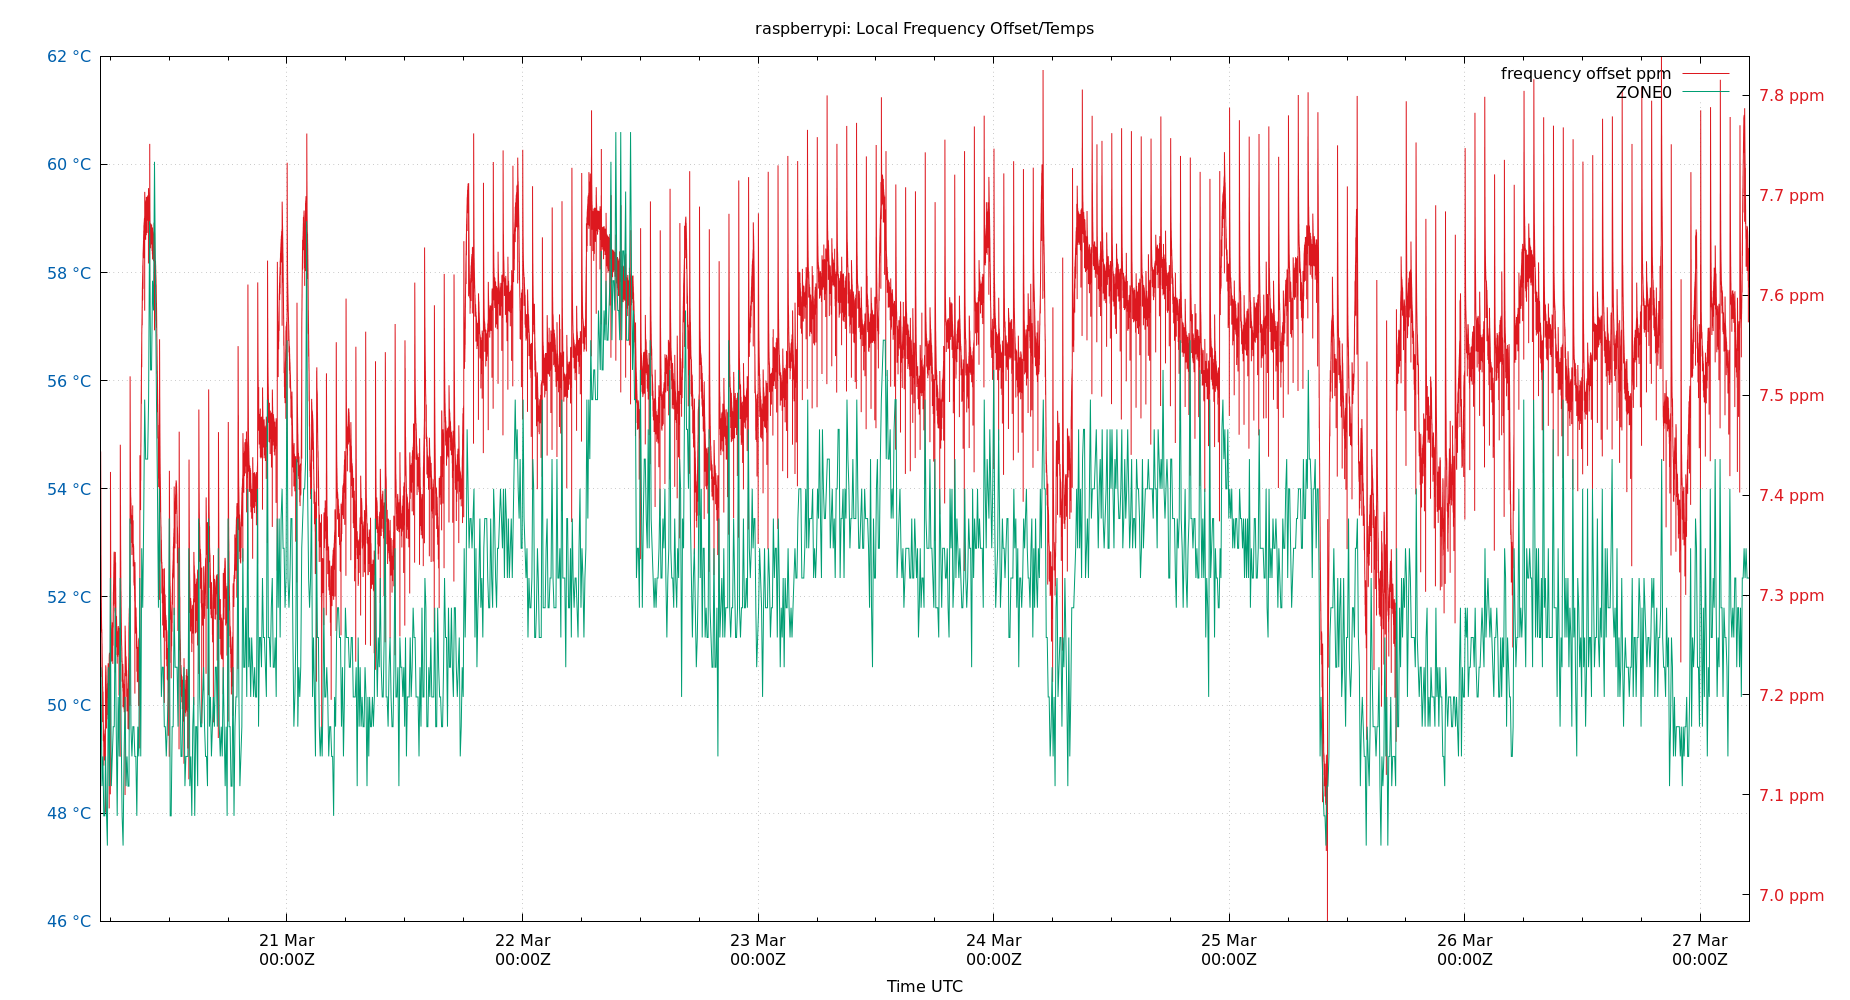 raspberrypi: Local Frequency Offset/Temps
62 °C
60 °C
58 °C
56 °C
54 °C
52 °C
50 °C
48 °C
46 °C
frequency offset ppm
ZONE0
7.8 ppm
7.7 ppm
7.6 ppm
7.5 ppm
7.4 ppm
7.3 ppm
7.2 ppm
7.1 ppm
7.0 ppm
21 Mar
00:00Z
22 Mar
00:00Z
23 Mar
00:00Z
24 Mar
00:00Z
25 Mar
00:00Z
26 Mar
00:00Z
27 Mar
00:00Z
Time UTC